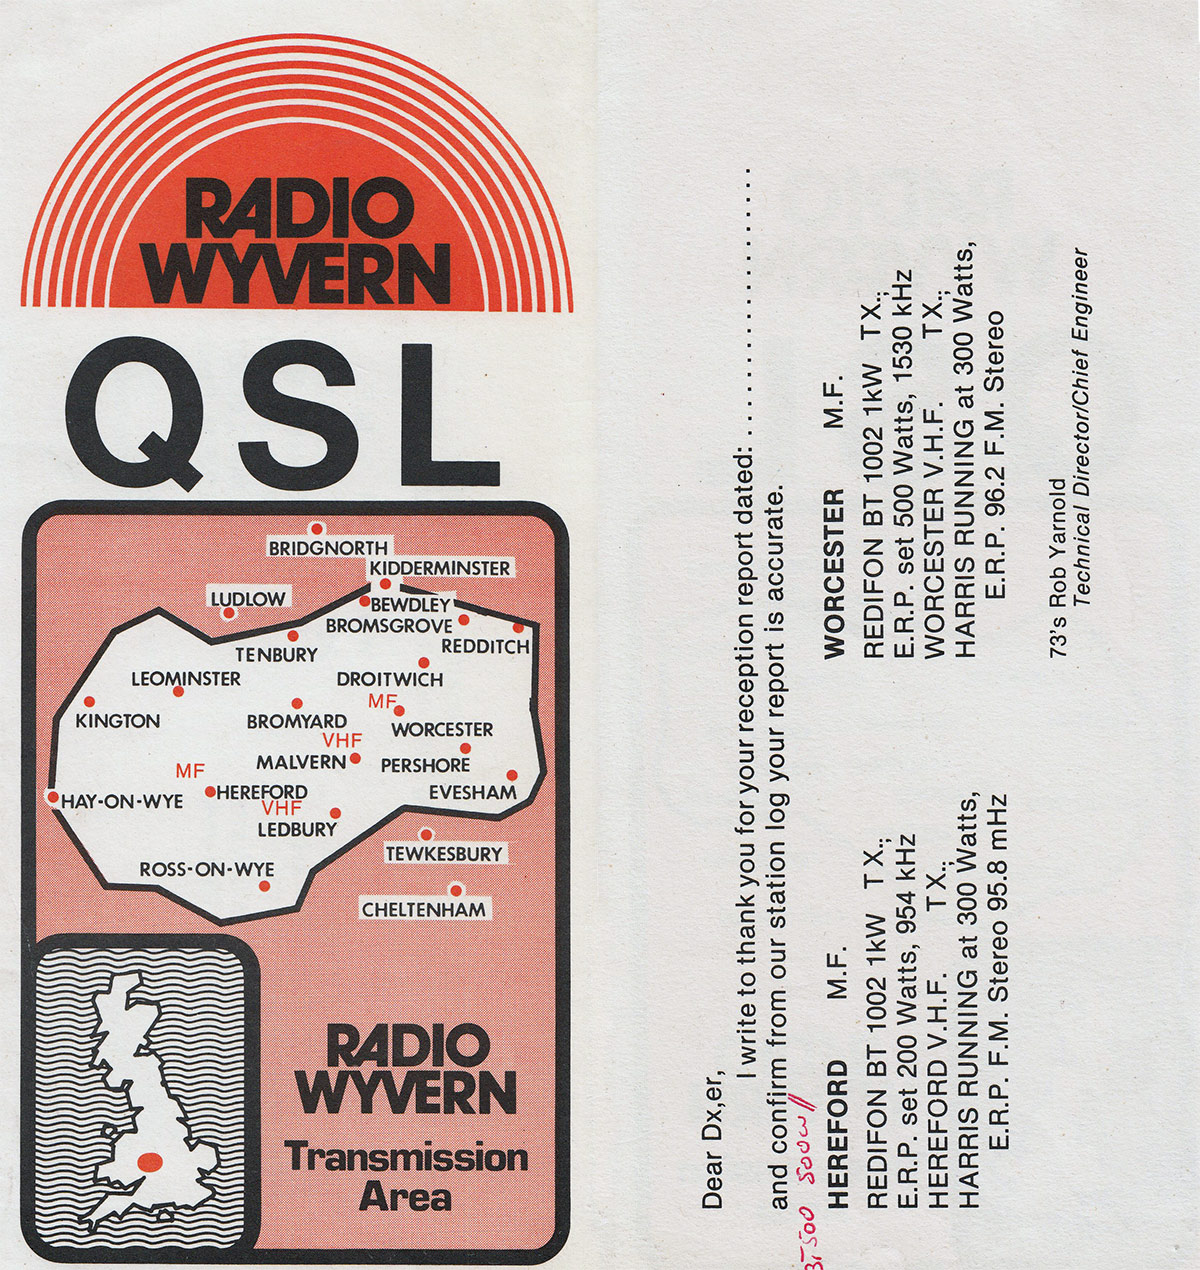 RADIO
WYVERN
QSL
BRIDGNORTH
KIDDERMINSTER
LUDLOW
BEWDLEY
BROMSGROVE
REDDITCH
TENBURY
LEOMINSTER
DROITWICH
MF
KINGTON
BROMYARD
WORCESTER
VHF
MALVERN
PERSHORE
MF
HEREFORD
EVESHAM
HAY-ON-WYE
VHF
LEDBURY
TEWKESBURY
ROSS-ON-WYE
CHELTENHAM
RADIO
WYVERN
Transmission
Area
Dear Dx,er,
I write to thank you for your reception report dated: ..........................
and confirm from our station log your report is accurate.
BT500 500W //
HEREFORD M.F.
REDIFON BT 1002 1kW TX.;
E.R.P. set 200 Watts, 954 kHz
HEREFORD V.H.F. TX.;
HARRIS RUNNING at 300 Watts,
E.R.P. F.M. Stereo 95.8 mHz
WORCESTER M.F.
REDIFON BT 1002 1kW TX.;
E.R.P. set 500 Watts, 1530 kHz
WORCESTER V.H.F. TX.;
HARRIS RUNNING at 300 Watts,
E.R.P. 96.2 F.M. Stereo
73's Rob Yarnold
Technical Director/Chief Engineer